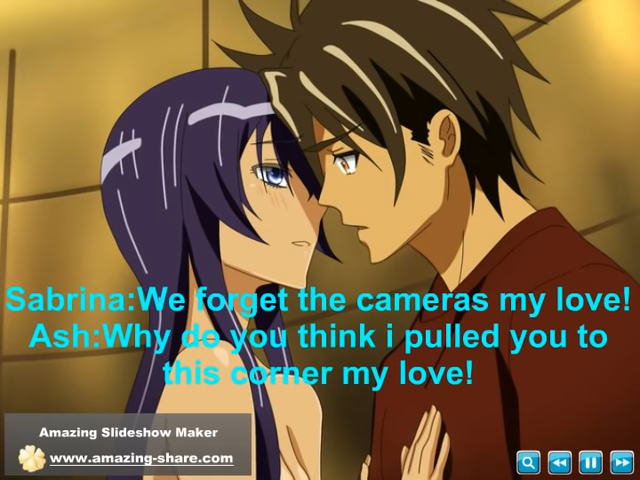 Sabrina:We forget the cameras my love!
Ash:Why do you think i pulled you to
this corner my love!
Amazing Slideshow Maker
www.amazing-share.com